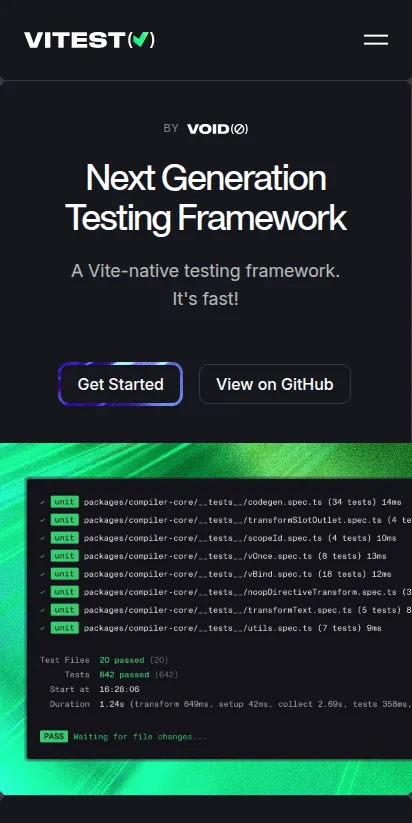 VITEST
BY VOID(0)
Next Generation
Testing Framework
A Vite-native testing framework.
It's fast!
Get Started View on GitHub
✓ unit packages/compiler-core/__tests__/codegen.spec.ts (34 tests) 14ms
✓ unit packages/compiler-core/__tests__/transformSlotOutlet.spec.ts (4 te
✓ unit packages/compiler-core/__tests__/scopeId.spec.ts (4 tests) 10ms
✓ unit packages/compiler-core/__tests__/vOnce.spec.ts (8 tests) 13ms
✓ unit packages/compiler-core/__tests__/vBind.spec.ts (18 tests) 12ms
✓ unit packages/compiler-core/__tests__/noopDirectiveTransform.spec.ts (3
✓ unit packages/compiler-core/__tests__/transformText.spec.ts (5 tests) 8
✓ unit packages/compiler-core/__tests__/utils.spec.ts (7 tests) 9ms
Test Files 20 passed (20)
Tests 642 passed (642)
Start at 16:28:06
Duration 1.24s (transform 649ms, setup 42ms, collect 2.69s, tests 358ms,
PASS Waiting for file changes...